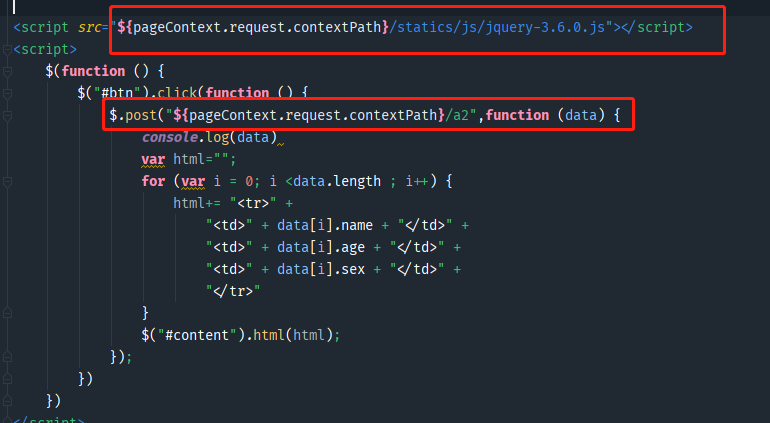 <script src="${pageContext.request.contextPath}/statics/js/jquery-3.6.0.js"></script>
<script>
$(function () {
$("#btn").click(function () {
$.post("${pageContext.request.contextPath}/a2",function (data) {
console.log(data)
var html="";
for (var i = 0; i <data.length ; i++) {
html+= "<tr>" +
"<td>" + data[i].name + "</td>" +
"<td>" + data[i].age + "</td>" +
"<td>" + data[i].sex + "</td>" +
"</tr>"
}
$("#content").html(html);
});
})
})
</script>